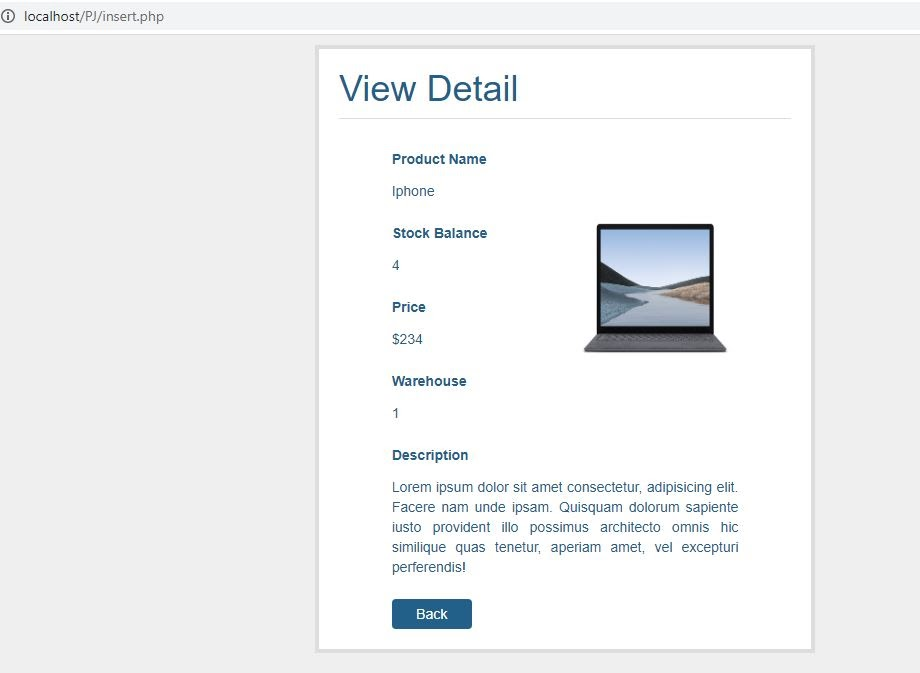 localhost/PJ/insert.php
View Detail
Product Name
Iphone
Stock Balance
4
Price
$234
Warehouse
1
Description
Lorem ipsum dolor sit amet consectetur, adipisicing elit.
Facere nam unde ipsam. Quisquam dolorum sapiente
iusto provident illo possimus architecto omnis hic
similique quas tenetur, aperiam amet, vel excepturi
perferendis!
Back